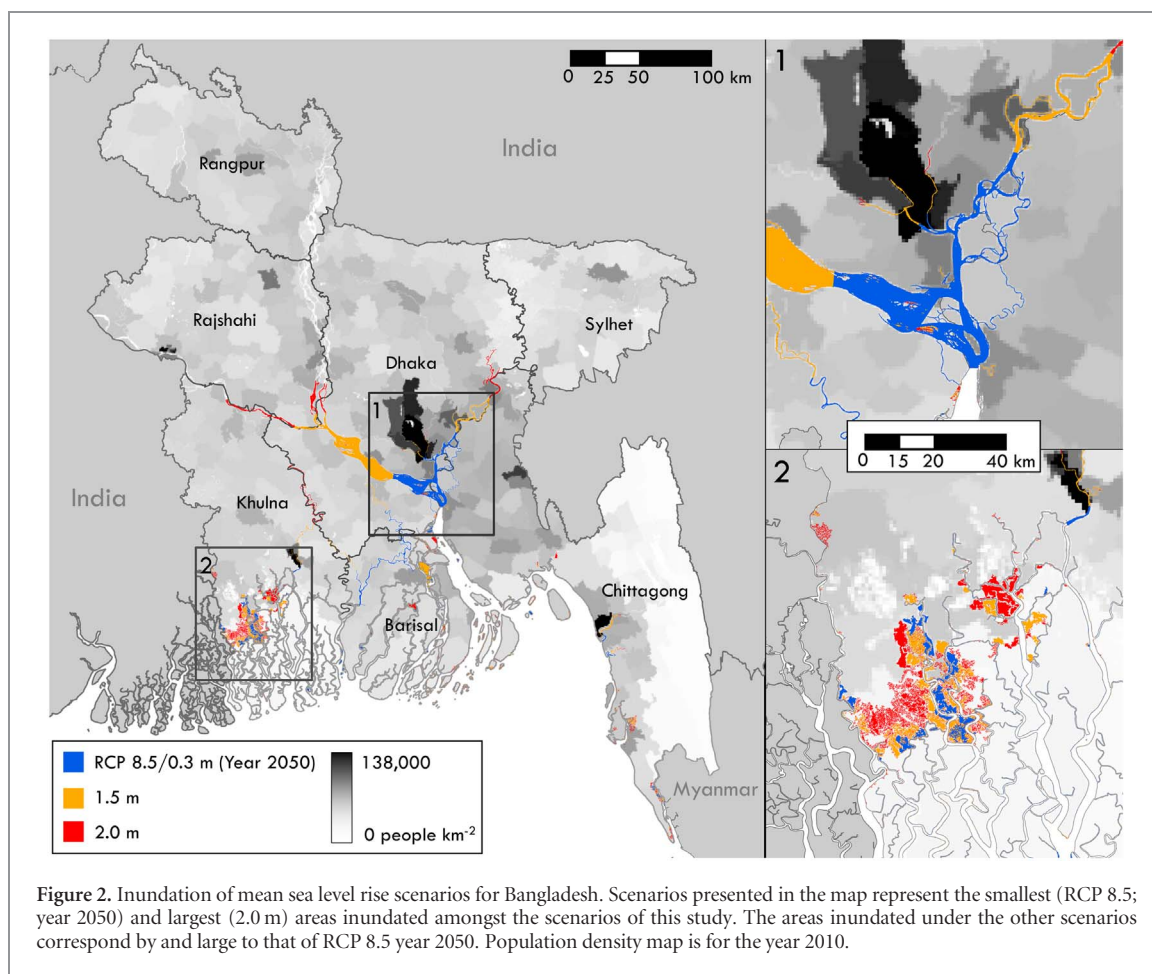 0 25 50 100 km
1
India
Rangpur
Rajshahi
Sylhet
Dhaka
1
Khulna
India
2
Chittagong
Barisal
Myanmar
0 15 20 40 km
2
RCP 8.5/0.3 m (Year 2050)
1.5 m
2.0 m
138,000
0 people km⁻²
Figure 2. Inundation of mean sea level rise scenarios for Bangladesh. Scenarios presented in the map represent the smallest (RCP 8.5;
year 2050) and largest (2.0 m) areas inundated amongst the scenarios of this study. The areas inundated under the other scenarios
correspond by and large to that of RCP 8.5 year 2050. Population density map is for the year 2010.